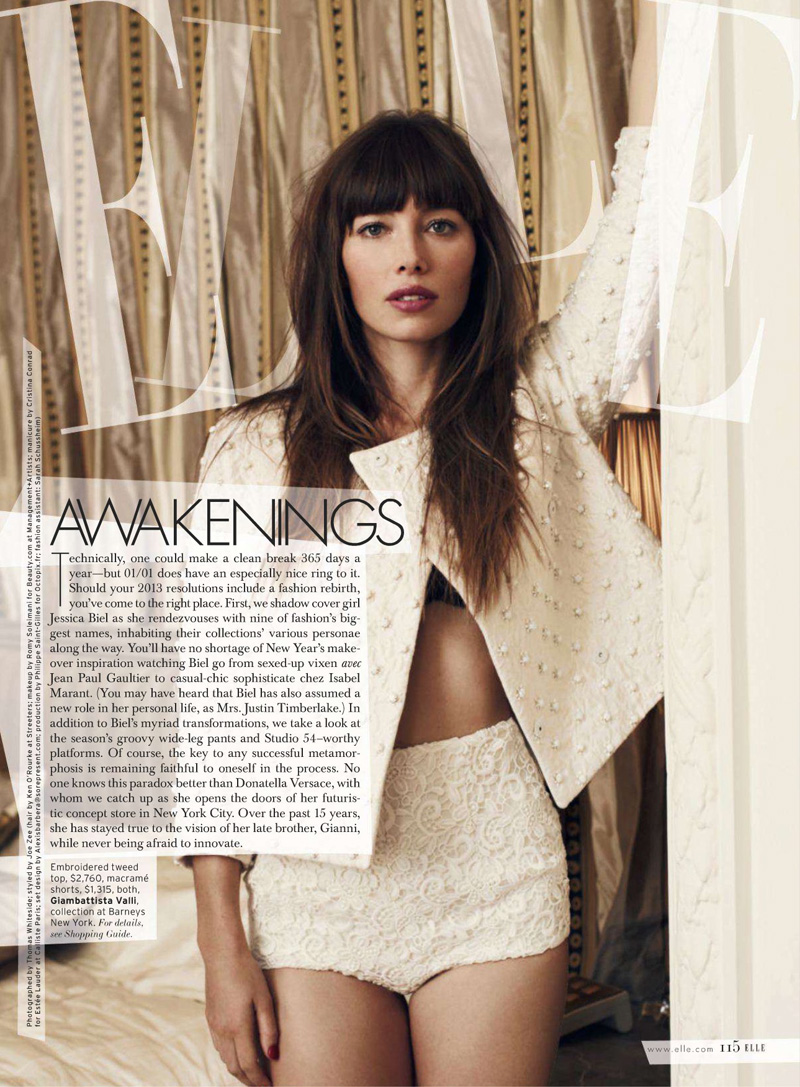 ELLE
AWAKENINGS
Technically, one could make a clean break 365 days a
year—but 01/01 does have an especially nice ring to it.
Should your 2013 resolutions include a fashion rebirth,
you've come to the right place. First, we shadow cover girl
Jessica Biel as she rendezvouses with nine of fashion's big-
gest names, inhabiting their collections' various personae
along the way. You'll have no shortage of New Year's make-
over inspiration watching Biel go from sexed-up vixen avec
Jean Paul Gaultier to casual-chic sophisticate chez Isabel
Marant. (You may have heard that Biel has also assumed a
new role in her personal life, as Mrs. Justin Timberlake.) In
addition to Biel's myriad transformations, we take a look at
the season's groovy wide-leg pants and Studio 54–worthy
platforms. Of course, the key to any successful metamor-
phosis is remaining faithful to oneself in the process. No
one knows this paradox better than Donatella Versace, with
whom we catch up as she opens the doors of her futuris-
tic concept store in New York City. Over the past 15 years,
she has stayed true to the vision of her late brother, Gianni,
while never being afraid to innovate.
Embroidered tweed
top, $2,760, macramé
shorts, $1,315, both,
Giambattista Valli,
collection at Barneys
New York. For details,
see Shopping Guide.
Photographed by Thomas Whiteside; styled by Joe Zee (hair by Ken O'Rourke at Streeters; makeup by Romy Soleimani for Beauty.com at Management+Artists; manicure by Cristina Conrad
for Estée Lauder at Calliste Paris; set design by Alexisbarbera@sorepresent.com; production by Philippe Saint-Gilles for Octopix.fr; fashion assistant: Sarah Schussheim)
www.elle.com 115 ELLE